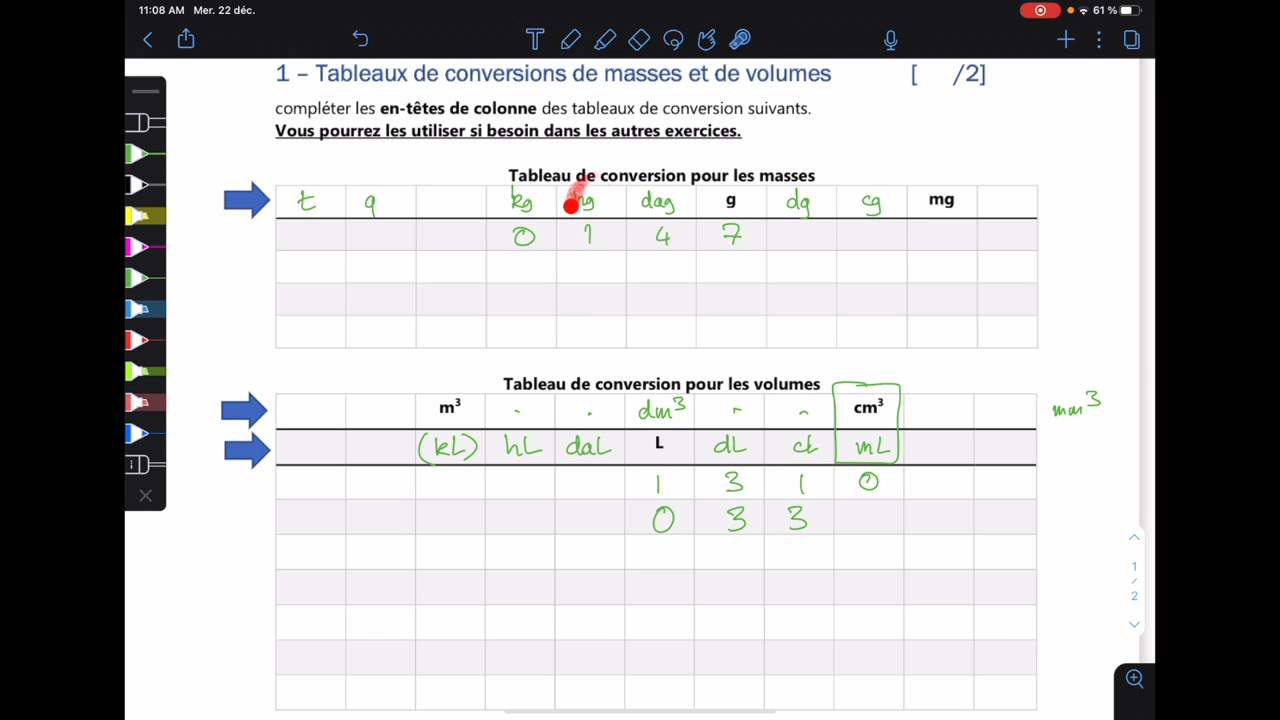 11:08 AM Mer. 22 déc. 61 %
1 – Tableaux de conversions de masses et de volumes [ /2]
compléter les en-têtes de colonne des tableaux de conversion suivants.
Vous pourrez les utiliser si besoin dans les autres exercices.
Tableau de conversion pour les masses
t q kg hg dag g dg cg mg
0 1 4 7
Tableau de conversion pour les volumes
m³ . . dm³ - - cm³ mm³
(kL) hL daL L dL cL mL
1 3 1 0
0 3 3
1
/
2